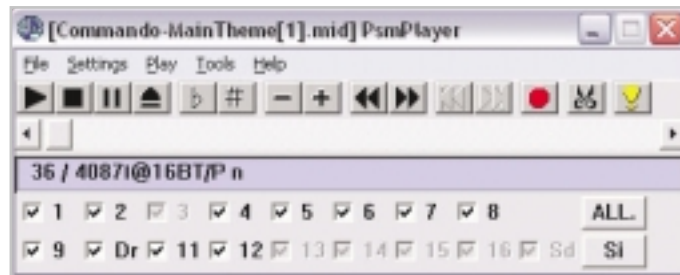 [Commando-MainTheme[1].mid] PsmPlayer
File Settings Play Tools Help
♭ # − +
36 / 4087I@16BT/P n
1 2 3 4 5 6 7 8 ALL.
9 Dr 11 12 13 14 15 16 Sd Si